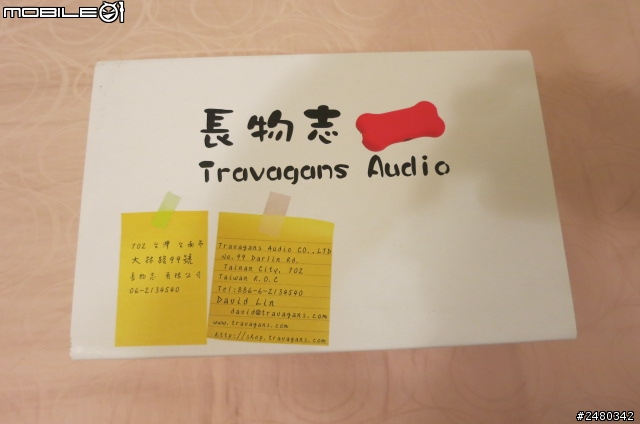 mobile01
長物志
Travagans Audio
702 台灣 台南市
大林路99號
長物志 有限公司
06-2134540
Travagans Audio CO.,LTD
No.99 Darlin Rd.
Tainan City, 702
Taiwan R.O.C
Tel:886-6-2134540
David Lin
david@travagans.com
www.travagans.com
http://shop.travagans.com
#2480342